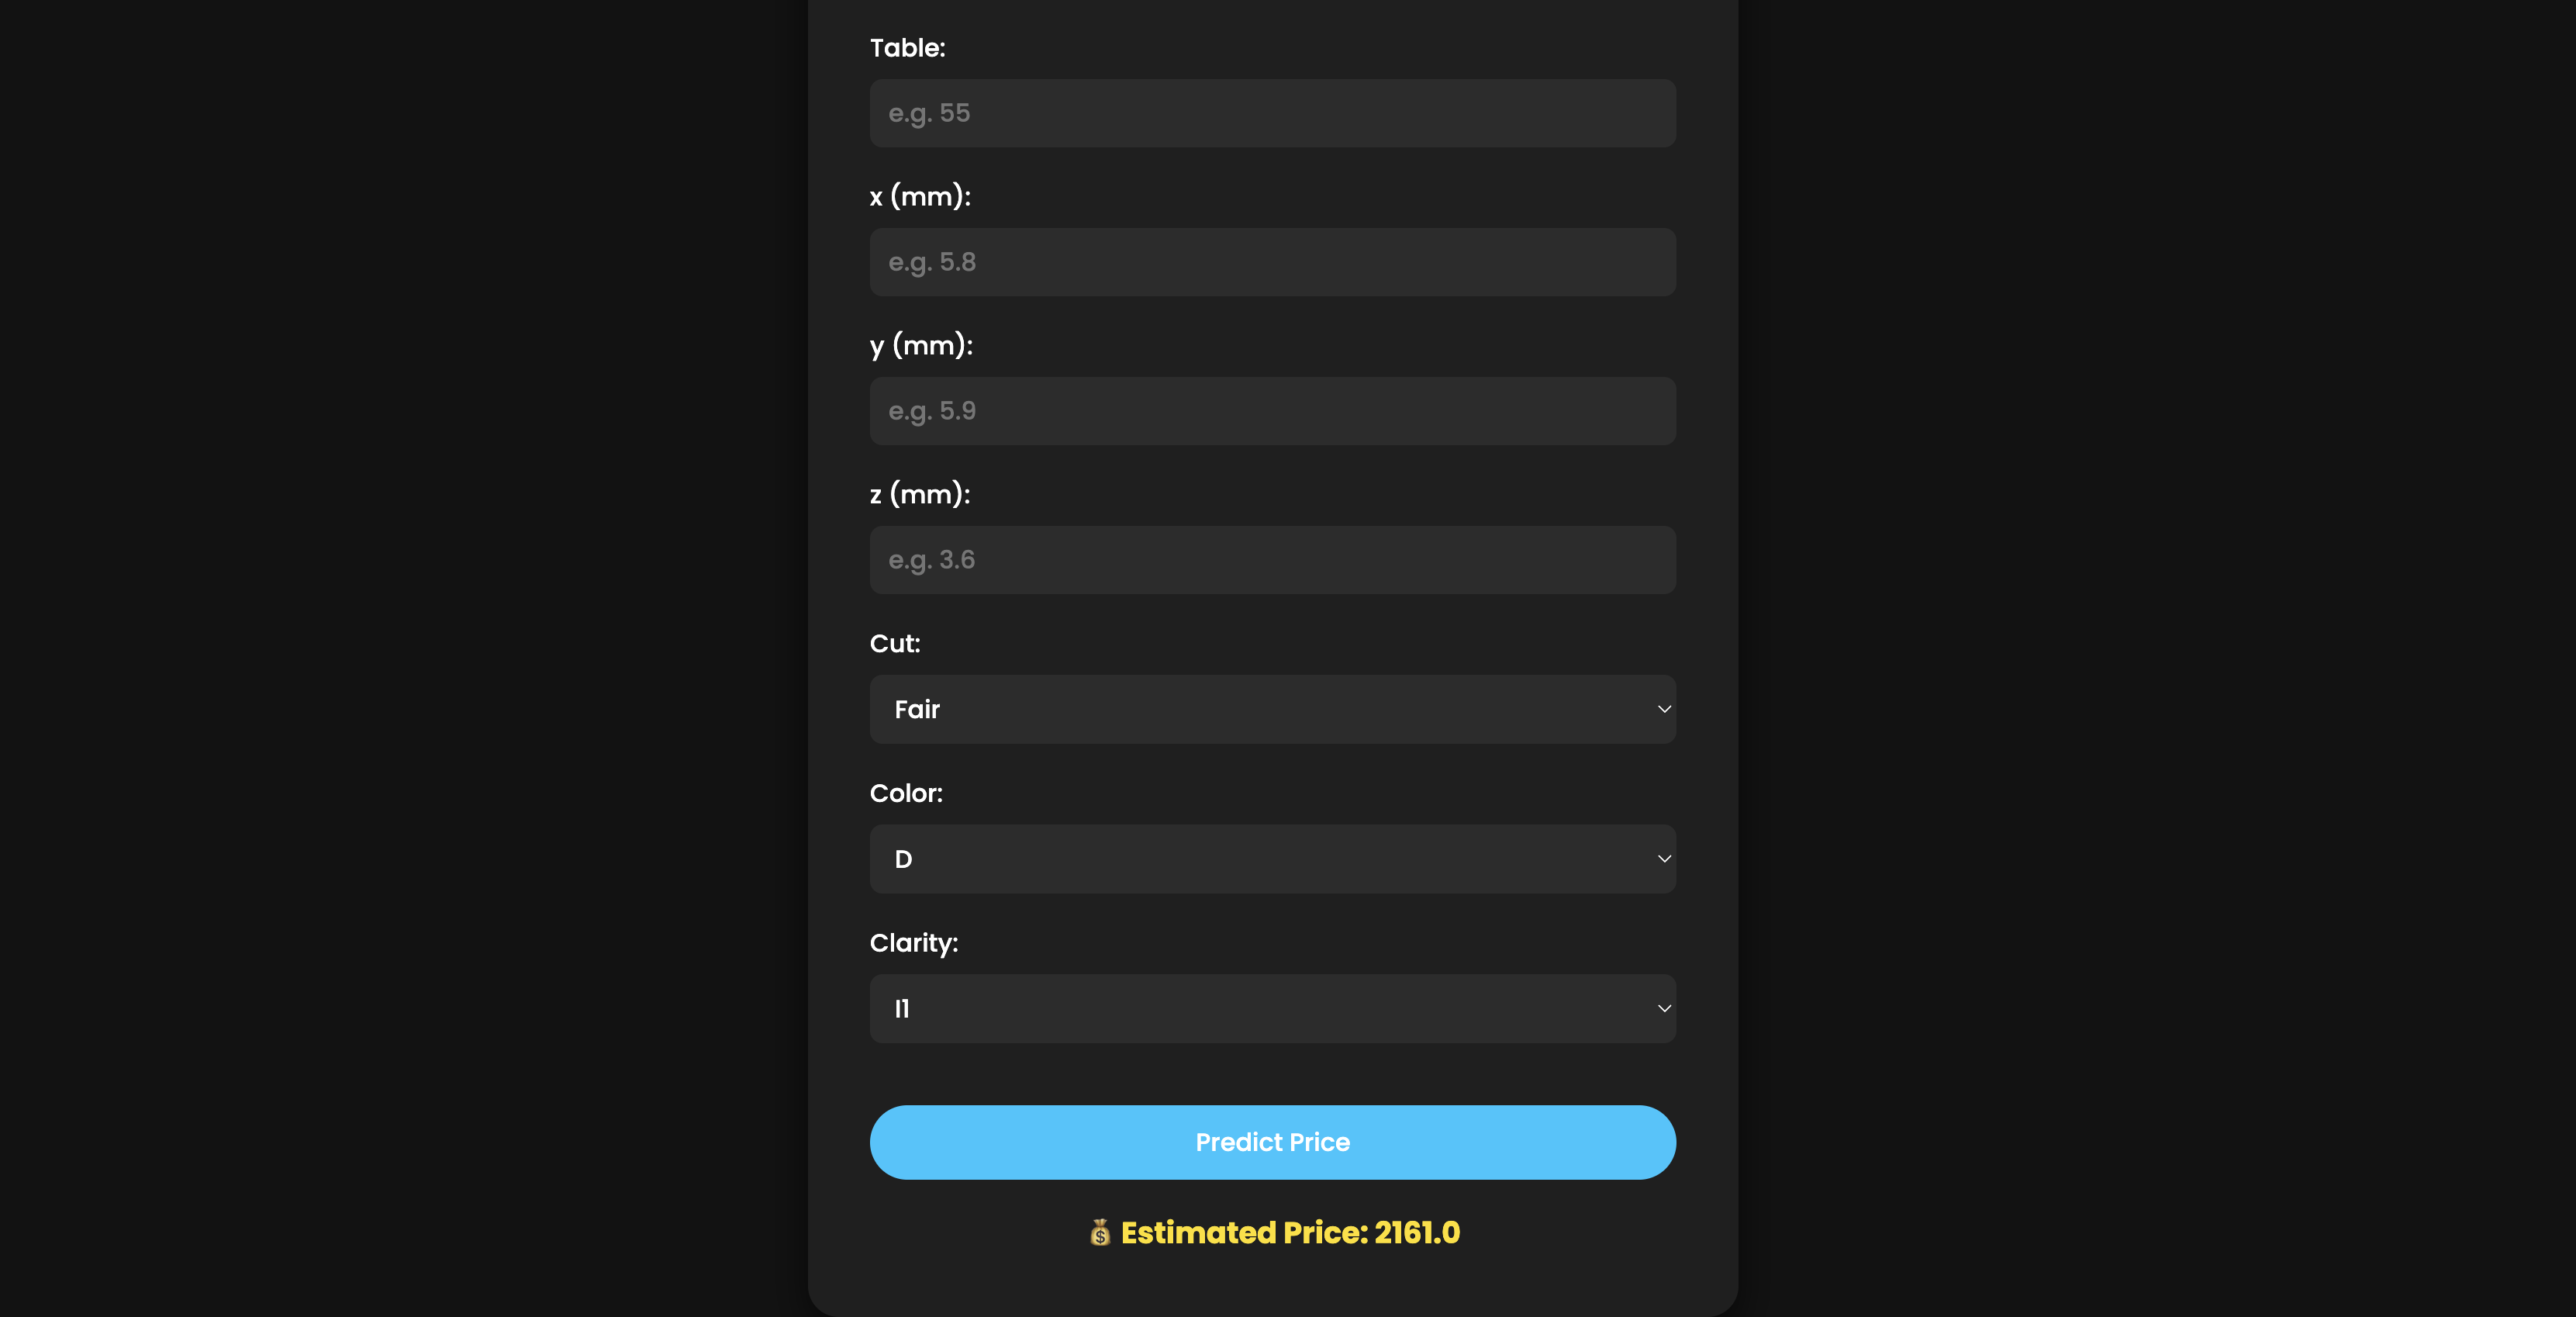 Table:
e.g. 55
x (mm):
e.g. 5.8
y (mm):
e.g. 5.9
z (mm):
e.g. 3.6
Cut:
Fair
Color:
D
Clarity:
I1
Predict Price
💰 Estimated Price: 2161.0